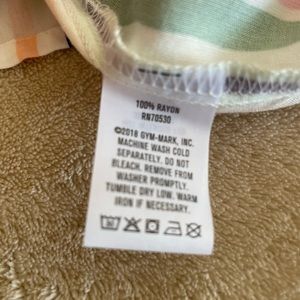 100% RAYON
RN70530
©2018 GYM-MARK, INC.
MACHINE WASH COLD
SEPARATELY. DO NOT
BLEACH. REMOVE FROM
WASHER PROMPTLY.
TUMBLE DRY LOW. WARM
IRON IF NECESSARY.